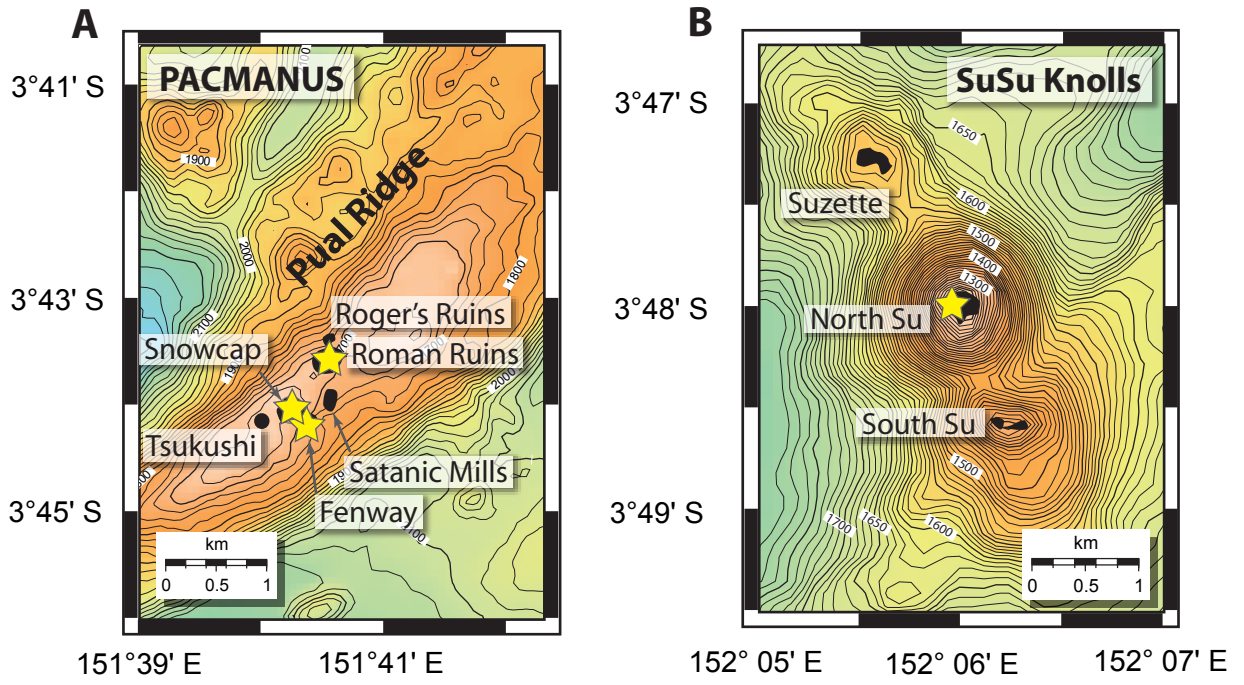 A
PACMANUS
3°41' S
3°43' S
3°45' S
2100
1900
2000
Pual Ridge
1800
2100
Roger's Ruins
Roman Ruins
Snowcap
2000
Tsukushi
Satanic Mills
Fenway
2100
km
0 0.5 1
151°39' E
151°41' E
B
SuSu Knolls
3°47' S
3°48' S
3°49' S
1650
Suzette
1600
1500
1400
1300
North Su
South Su
1500
1700
1650
1600
km
0 0.5 1
152° 05' E
152° 06' E
152° 07' E